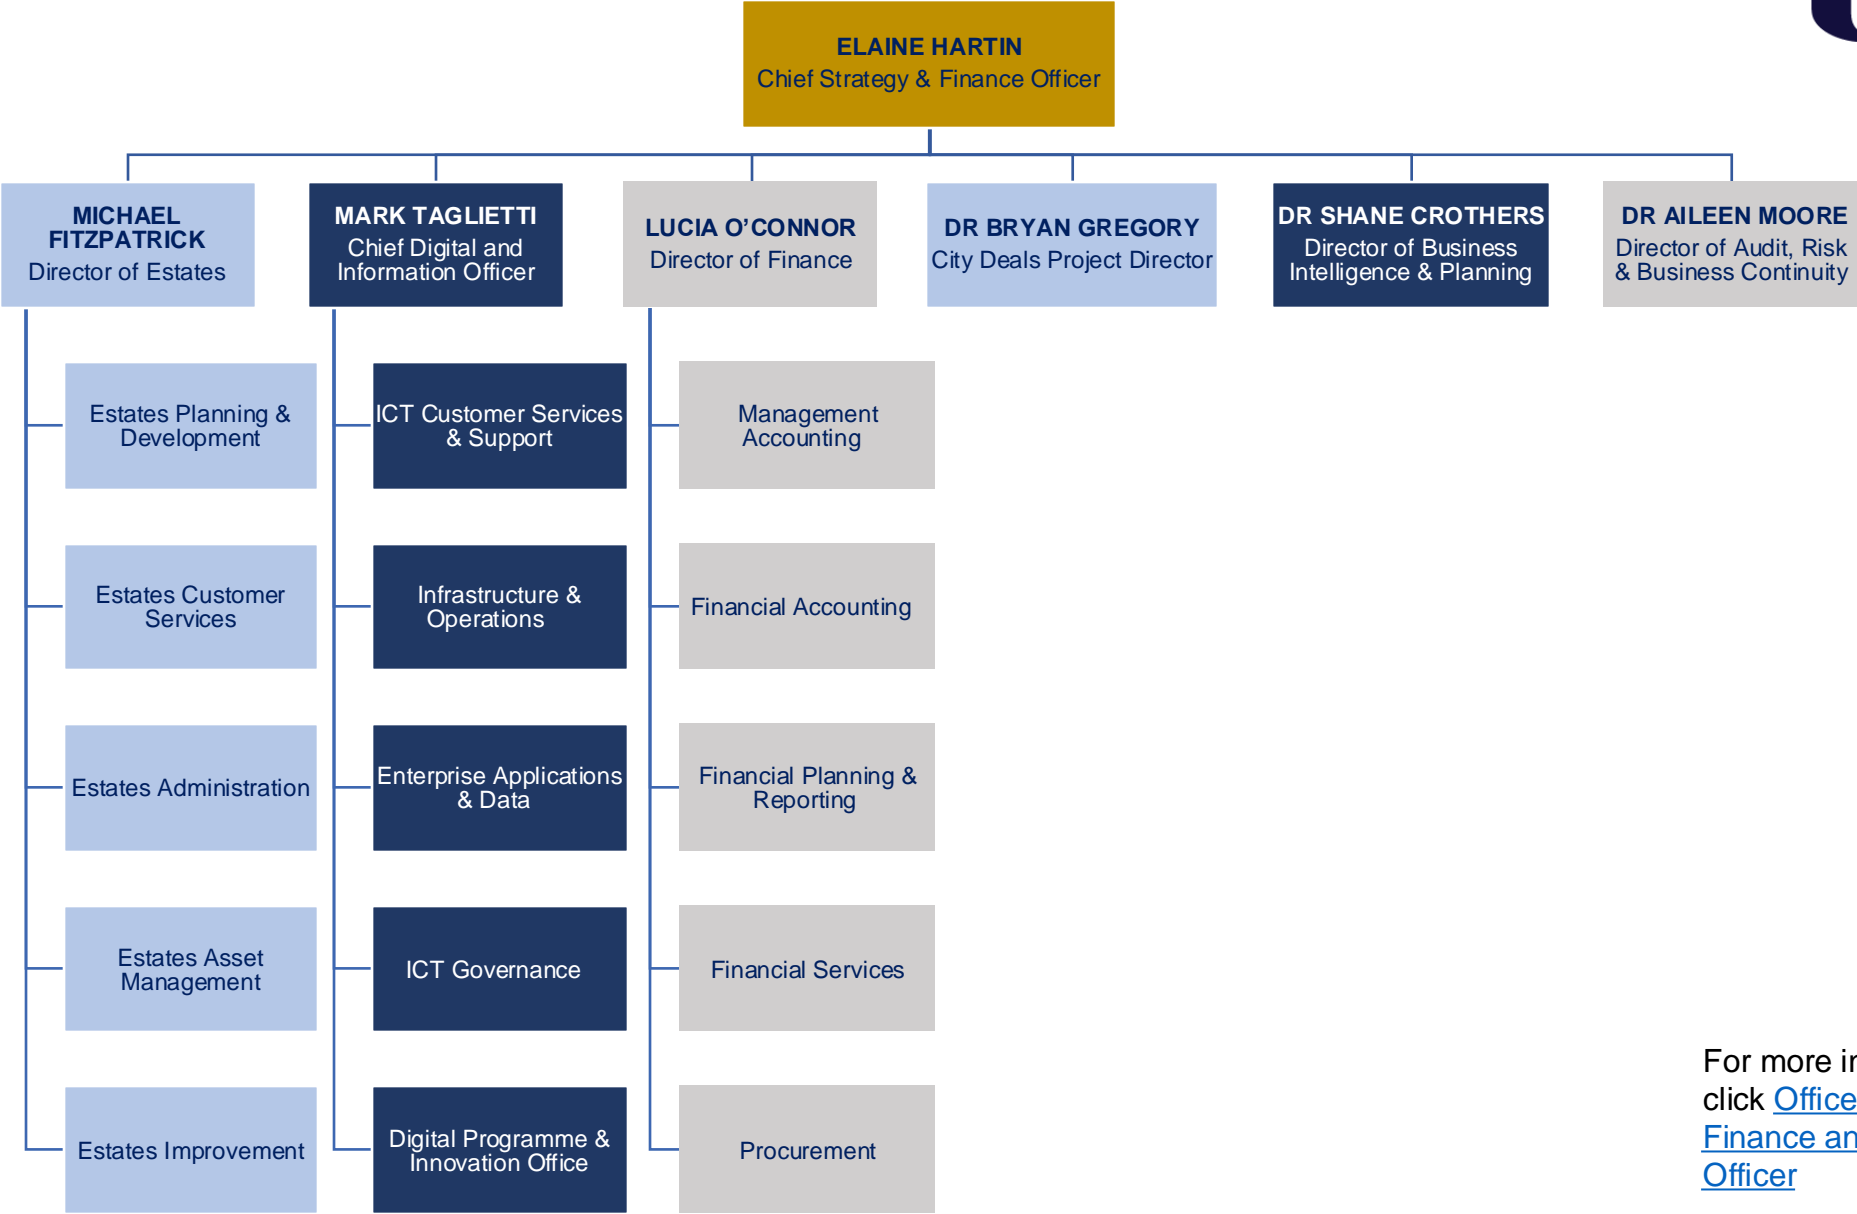 ELAINE HARTIN
Chief Strategy & Finance Officer
MICHAEL
FITZPATRICK
Director of Estates
MARK TAGLIETTI
Chief Digital and
Information Officer
LUCIA O’CONNOR
Director of Finance
DR BRYAN GREGORY
City Deals Project Director
DR SHANE CROTHERS
Director of Business
Intelligence & Planning
DR AILEEN MOORE
Director of Audit, Risk
& Business Continuity
Estates Planning &
Development
Estates Customer
Services
Estates Administration
Estates Asset
Management
Estates Improvement
ICT Customer Services
& Support
Infrastructure &
Operations
Enterprise Applications
& Data
ICT Governance
Digital Programme &
Innovation Office
Management
Accounting
Financial Accounting
Financial Planning &
Reporting
Financial Services
Procurement
For more
click Office
Finance
Officer